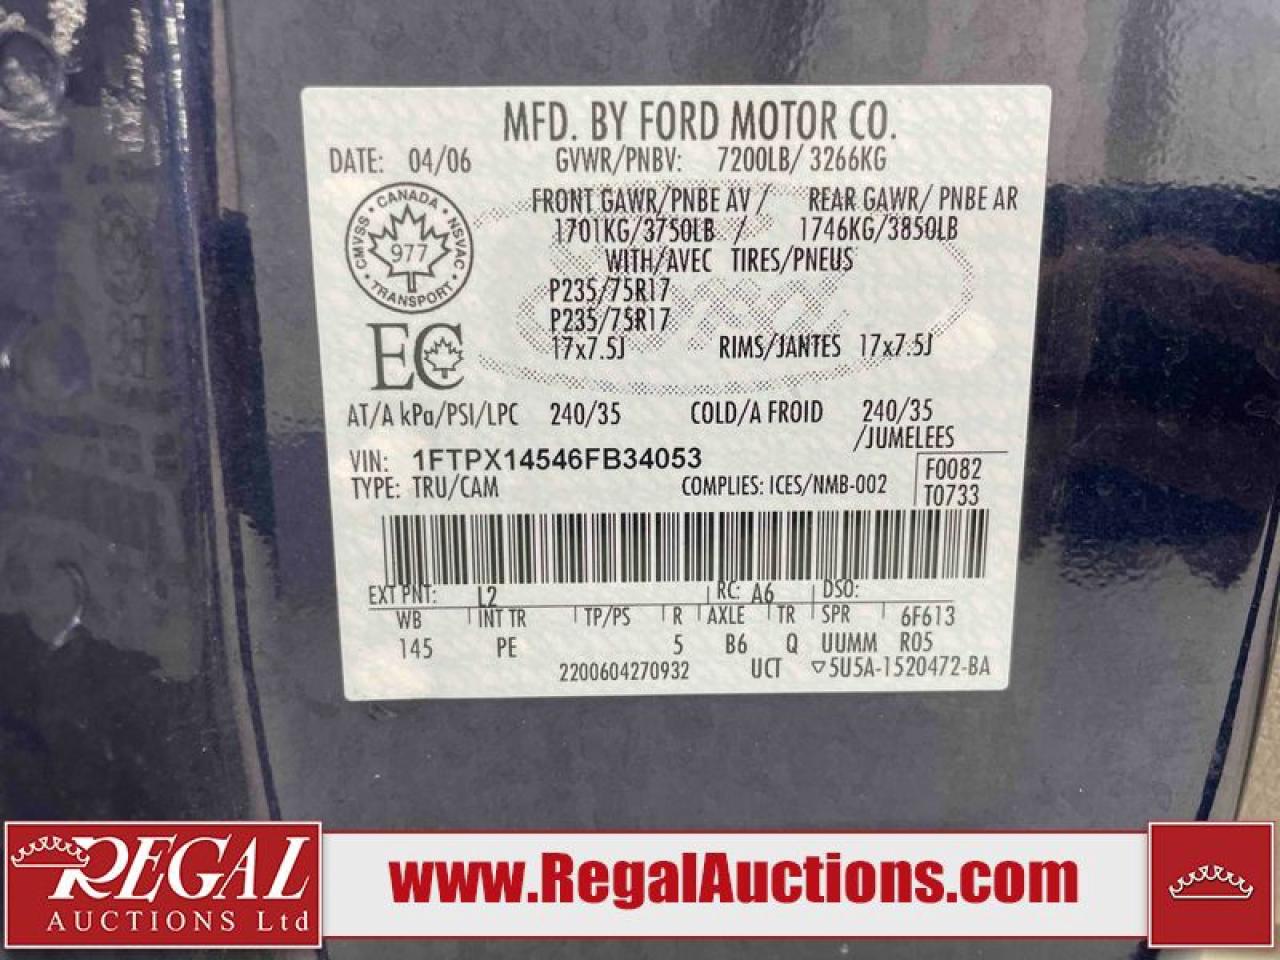 MFD. BY FORD MOTOR CO.
DATE: 04/06 GVWR/PNBV: 7200LB/ 3266KG
FRONT GAWR/PNBE AV / REAR GAWR/ PNBE AR
1701KG/3750LB / 1746KG/3850LB
WITH/AVEC TIRES/PNEUS
CANADA
CMVSS · NSVAC
977
TRANSPORT
P235/75R17
P235/75R17
17x7.5J RIMS/JANTES 17x7.5J
EC
AT/A kPa/PSI/LPC 240/35 COLD/A FROID 240/35
/JUMELEES
VIN: 1FTPX14546FB34053
F0082
TYPE: TRU/CAM COMPLIES: ICES/NMB-002
T0733
EXT PNT: L2 RC: A6 DSO:
WB INT TR TP/PS R AXLE TR SPR 6F613
145 PE 5 B6 Q UUMM R05
2200604270932 UCT ▽5U5A-1520472-BA
REGAL
AUCTIONS Ltd
www.RegalAuctions.com